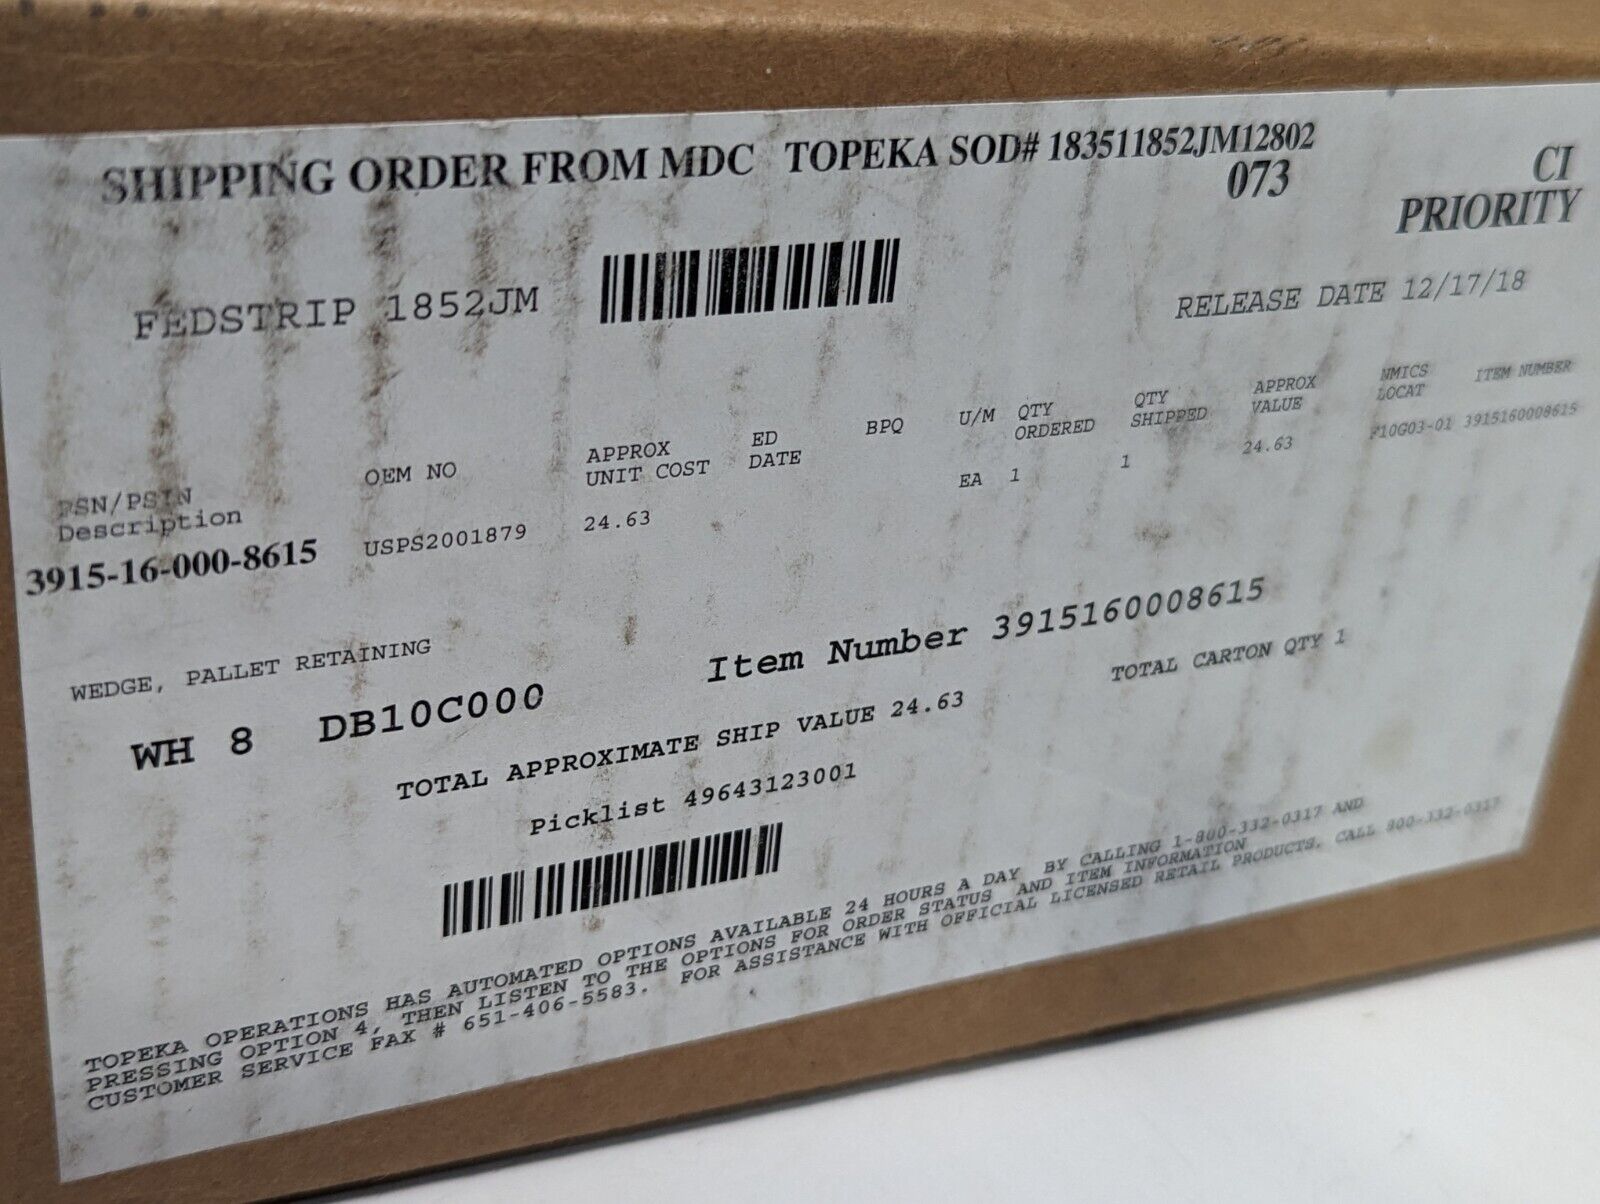 SHIPPING ORDER FROM MDC TOPEKA SOD# 183511852JM12802
073
CI
PRIORITY
FEDSTRIP 1852JM
RELEASE DATE 12/17/18
PSN/PSIN
Description
OEM NO
APPROX
UNIT COST
ED
DATE
BPQ
U/M
QTY
ORDERED
QTY
SHIPPED
APPROX
VALUE
NMICS
LOCAT
ITEM NUMBER
3915-16-000-8615 USPS2001879 24.63 EA 1 1 24.63 F10G03-01 3915160008615
WEDGE, PALLET RETAINING
WH 8 DB10C000 Item Number 3915160008615
TOTAL APPROXIMATE SHIP VALUE 24.63 TOTAL CARTON QTY 1
Picklist 49643123001
TOPEKA OPERATIONS HAS AUTOMATED OPTIONS AVAILABLE 24 HOURS A DAY BY CALLING 1-800-332-0317 AND
PRESSING OPTION 4, THEN LISTEN TO THE OPTIONS FOR ORDER STATUS AND ITEM INFORMATION
CUSTOMER SERVICE FAX # 651-406-5583. FOR ASSISTANCE WITH OFFICIAL LICENSED RETAIL PRODUCTS, CALL 800-332-0317